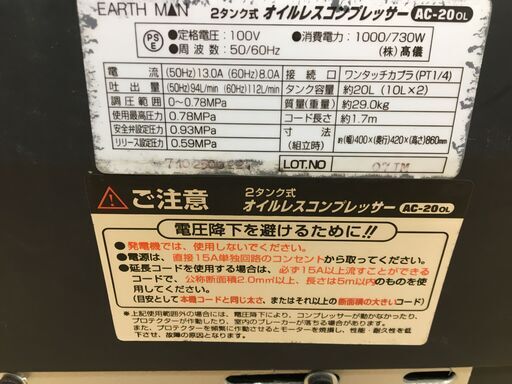 EARTH MAN 2タンク式 オイルレスコンプレッサー AC-20OL
PSE ●定格電圧：100V ●消費電力：1000/730W
●周波数：50/60Hz (株)高儀
電流 (50Hz)13.0A (60Hz)8.0A 接続口 ワンタッチカプラ(PT1/4)
吐出量 (50Hz)94L/min (60Hz)112L/min タンク容量 約20L (10L×2)
調圧範囲 0〜0.78MPa 質量(重量) 約29.0kg
使用最高圧力 0.78MPa コード長さ 約1.7m
安全弁設定圧力 0.93MPa 寸法(組立時) 約(幅)400×(奥行)420×(高さ)860mm
リリース設定圧力 0.59MPa
LOT.NO
ご注意 2タンク式 オイルレスコンプレッサー AC-20OL
電圧降下を避けるために!!
●発電機では、使用しないでください。
●電源は、直接15A単独回路のコンセントから取ってください。
●延長コードを使用する場合は、必ず15A以上流すことができる
コードで、公称断面積2.0mm²以上、長さは5m以内のものを使
用してください。
(目安として本機コードと同じ太さ、またはそれ以上の断面積の大きいコード)
※上記使用範囲外の場合には、電圧降下により、コンプレッサーが動かなかったり、
プロテクターが作動したり、室内のブレーカーが落ちる場合があります。
また、プロテクターを頻繁に作動させるとモーターを焼損し、性能・耐久性を低下
させ、故障の原因となります。